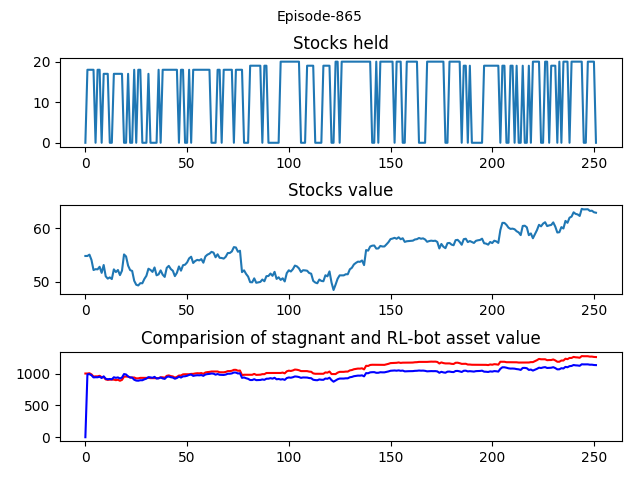 Episode-865
Stocks held
20
10
0
0 50 100 150 200 250
Stocks value
60
50
0 50 100 150 200 250
Comparision of stagnant and RL-bot asset value
1000
500
0
0 50 100 150 200 250